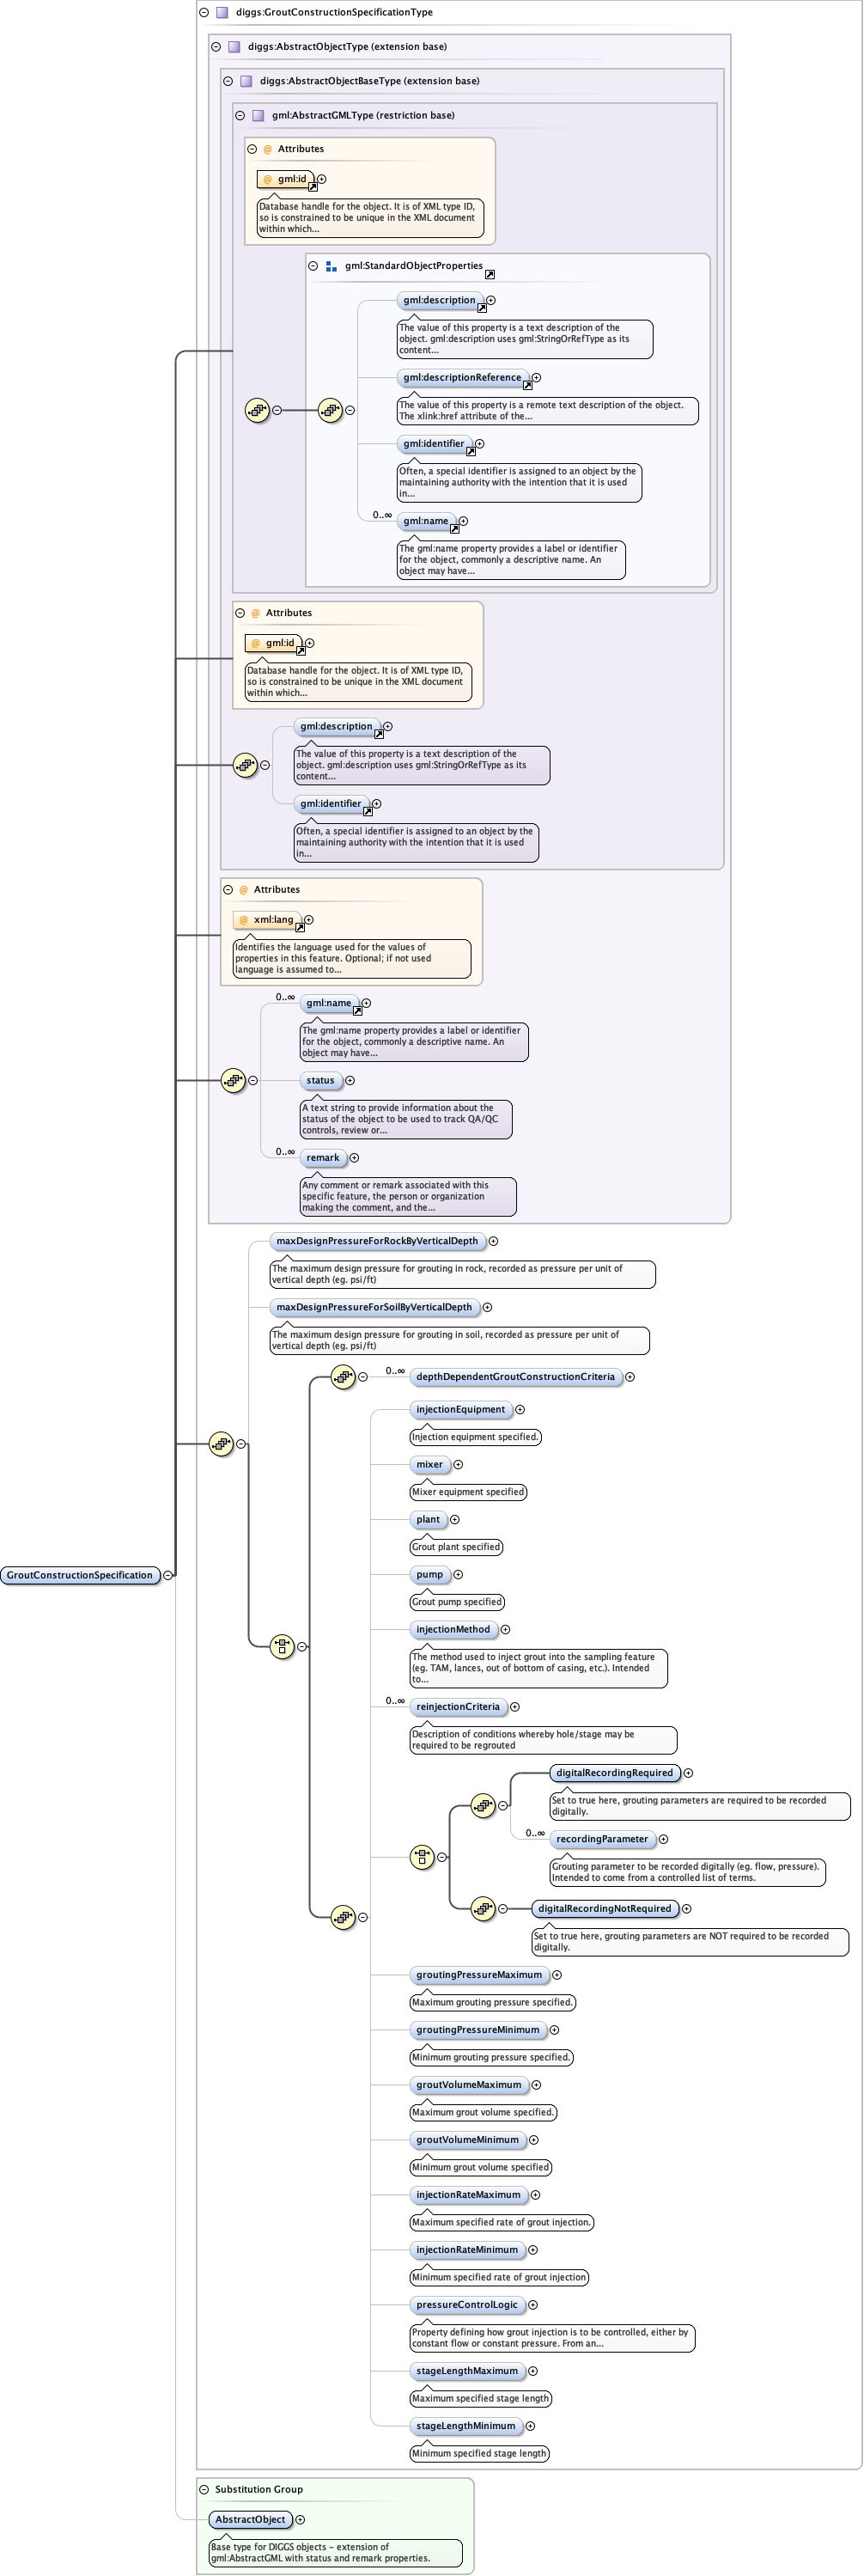 diggs:GroutConstructionSpecificationType
diggs:AbstractObjectType (extension base)
diggs:AbstractObjectBaseType (extension base)
gml:AbstractGMLType (restriction base)
@ Attributes
@ gml:id
Database handle for the object. It is of XML type ID,
so is constrained to be unique in the XML document
within which...
gml:StandardObjectProperties
gml:description
The value of this property is a text description of the
object. gml:description uses gml:StringOrRefType as its
content...
gml:descriptionReference
The value of this property is a remote text description of the object.
The xlink:href attribute of the...
gml:identifier
Often, a special identifier is assigned to an object by the
maintaining authority with the intention that it is used
in...
0..∞
gml:name
The gml:name property provides a label or identifier
for the object, commonly a descriptive name. An
object may have...
@ Attributes
@ gml:id
Database handle for the object. It is of XML type ID,
so is constrained to be unique in the XML document
within which...
gml:description
The value of this property is a text description of the
object. gml:description uses gml:StringOrRefType as its
content...
gml:identifier
Often, a special identifier is assigned to an object by the
maintaining authority with the intention that it is used
in...
@ Attributes
@ xml:lang
Identifies the language used for the values of
properties in this feature. Optional; if not used
language is assumed to...
0..∞
gml:name
The gml:name property provides a label or identifier
for the object, commonly a descriptive name. An
object may have...
status
A text string to provide information about the
status of the object to be used to track QA/QC
controls, review or...
0..∞
remark
Any comment or remark associated with this
specific feature, the person or organization
making the comment, and the...
maxDesignPressureForRockByVerticalDepth
The maximum design pressure for grouting in rock, recorded as pressure per unit of
vertical depth (eg. psi/ft)
maxDesignPressureForSoilByVerticalDepth
The maximum design pressure for grouting in soil, recorded as pressure per unit of
vertical depth (eg. psi/ft)
0..∞
depthDependentGroutConstructionCriteria
injectionEquipment
Injection equipment specified.
mixer
Mixer equipment specified
plant
Grout plant specified
pump
Grout pump specified
GroutConstructionSpecification
injectionMethod
The method used to inject grout into the sampling feature
(eg. TAM, lances, out of bottom of casing, etc.). Intended
to...
0..∞
reinjectionCriteria
Description of conditions whereby hole/stage may be
required to be regrouted
digitalRecordingRequired
Set to true here, grouting parameters are required to be recorded
digitally.
0..∞
recordingParameter
Grouting parameter to be recorded digitally (eg. flow, pressure).
Intended to come from a controlled list of terms.
digitalRecordingNotRequired
Set to true here, grouting parameters are NOT required to be recorded
digitally.
groutingPressureMaximum
Maximum grouting pressure specified.
groutingPressureMinimum
Minimum grouting pressure specified.
groutVolumeMaximum
Maximum grout volume specified.
groutVolumeMinimum
Minimum grout volume specified
injectionRateMaximum
Maximum specified rate of grout injection.
injectionRateMinimum
Minimum specified rate of grout injection
pressureControlLogic
Property defining how grout injection is to be controlled, either by
constant flow or constant pressure. From an...
stageLengthMaximum
Maximum specified stage length
stageLengthMinimum
Minimum specified stage length
Substitution Group
AbstractObject
Base type for DIGGS objects – extension of
gml:AbstractGML with status and remark properties.